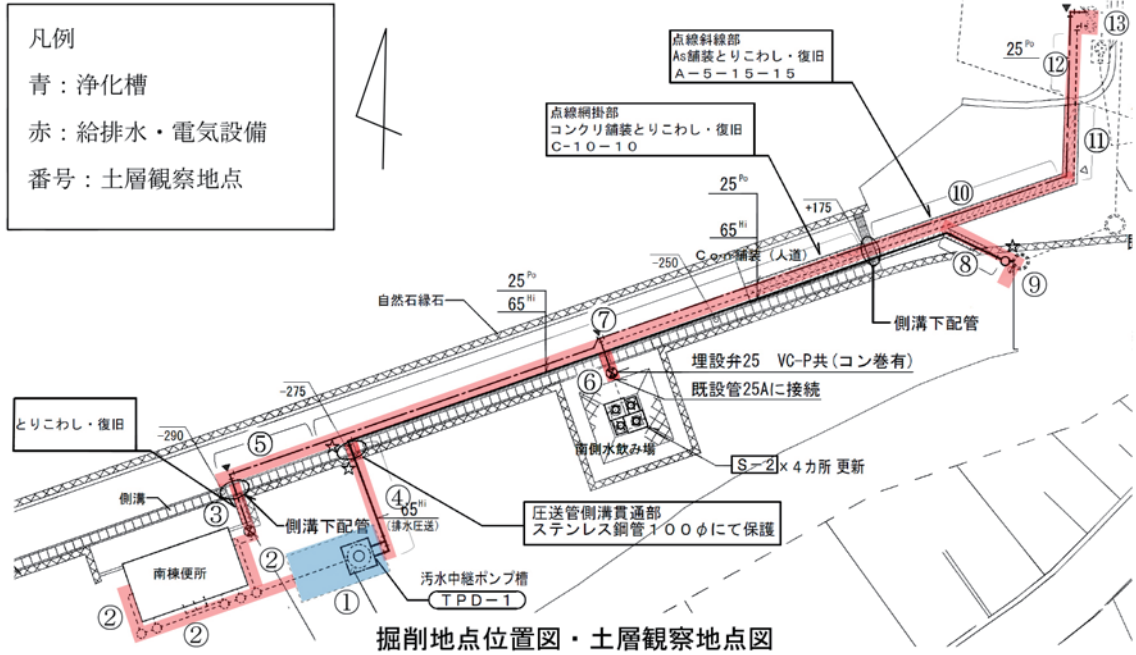 凡例
青：浄化槽
赤：給排水・電気設備
番号：土層観察地点
点線斜線部
As舗装とりこわし・復旧
A－5－15－15
点線網掛部
コンクリ舗装とりこわし・復旧
C-10-10
⑬
25Po
⑫
⑪
⑩
25Po
+175
65Hi
Con舗装（人道）
-250
⑧
⑨
25Po
65Hi
自然石縁石
⑦
側溝下配管
埋設弁25 VC-P共(コン巻有)
⑥
既設管25Aに接続
-275
とりこわし・復旧
-290
⑤
南側水飲み場
S－2×4カ所 更新
側溝
③
④
65Hi
(排水圧送)
側溝下配管
圧送管側溝貫通部
ステンレス鋼管１００φにて保護
②
南棟便所
汚水中継ポンプ槽
TPD－1
①
②
②
掘削地点位置図・土層観察地点図